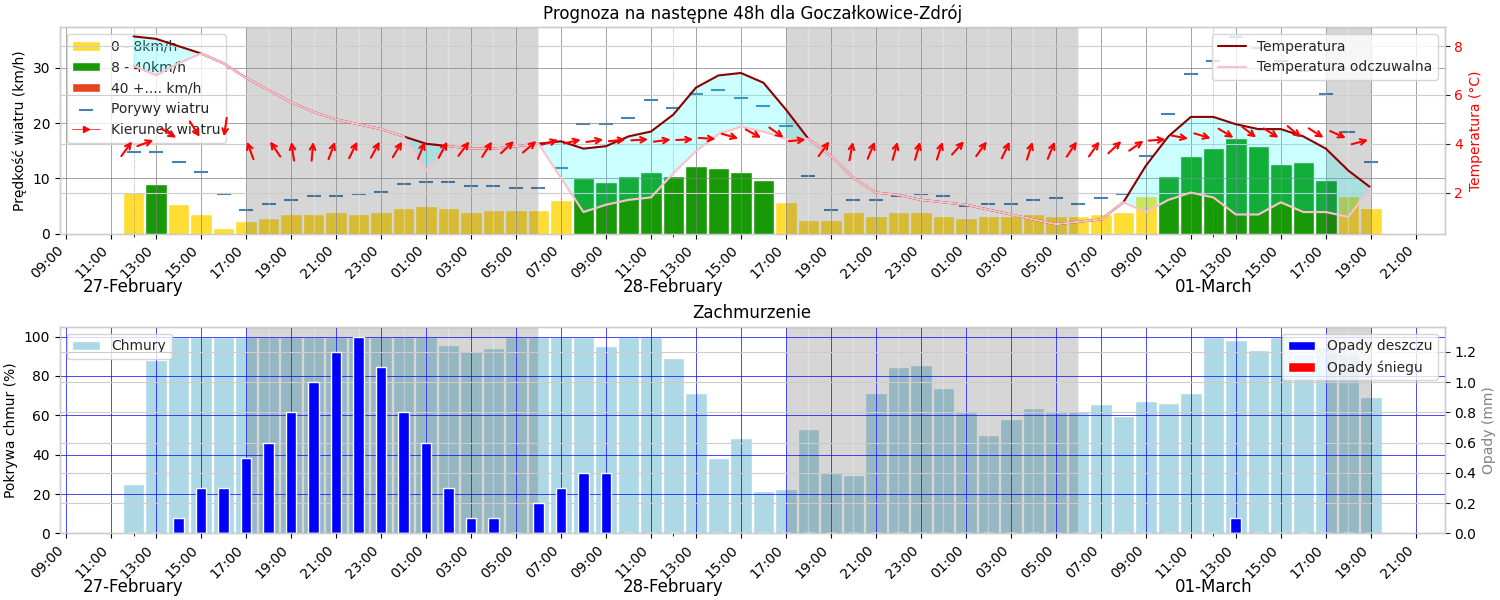 Prognoza na następne 48h dla Goczałkowice-Zdrój
Prędkość wiatru (km/h)
30
20
10
0
0 - 8km/h
8 - 40km/h
40 +.... km/h
Porywy wiatru
Kierunek wiatru
Temperatura
Temperatura odczuwalna
8
6
4
2
Temperatura (°C)
09:00 11:00 13:00 15:00 17:00 19:00 21:00 23:00 01:00 03:00 05:00 07:00 09:00 11:00 13:00 15:00 17:00 19:00 21:00 23:00 01:00 03:00 05:00 07:00 09:00 11:00 13:00 15:00 17:00 19:00 21:00
27-February 28-February 01-March
Zachmurzenie
Pokrywa chmur (%)
100
80
60
40
20
0
Chmury
Opady deszczu
Opady śniegu
1.2
1.0
0.8
0.6
0.4
0.2
0.0
Opady (mm)
09:00 11:00 13:00 15:00 17:00 19:00 21:00 23:00 01:00 03:00 05:00 07:00 09:00 11:00 13:00 15:00 17:00 19:00 21:00 23:00 01:00 03:00 05:00 07:00 09:00 11:00 13:00 15:00 17:00 19:00 21:00
27-February 28-February 01-March